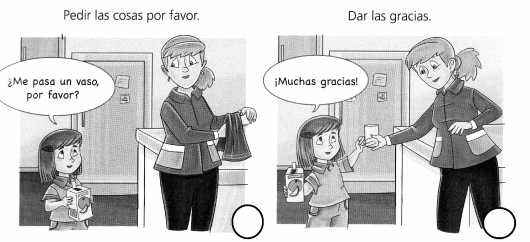 Pedir las cosas por favor.
¿Me pasa un vaso,
por favor?
Dar las gracias.
¡Muchas gracias!